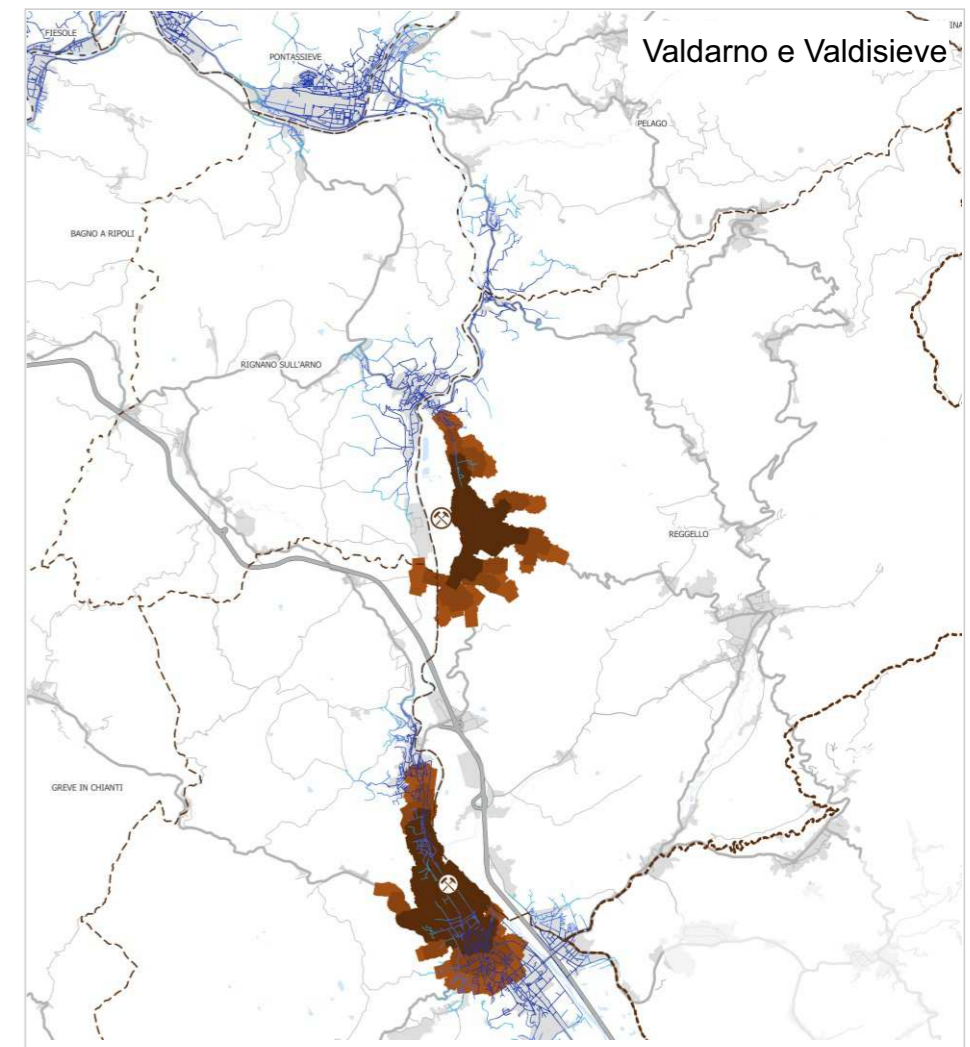 FIESOLE
Valdarno e Valdisieve
PONTASSIEVE
PELAGO
BAGNO A RIPOLI
RIGNANO SULL'ARNO
REGGELLO
GREVE IN CHIANTI